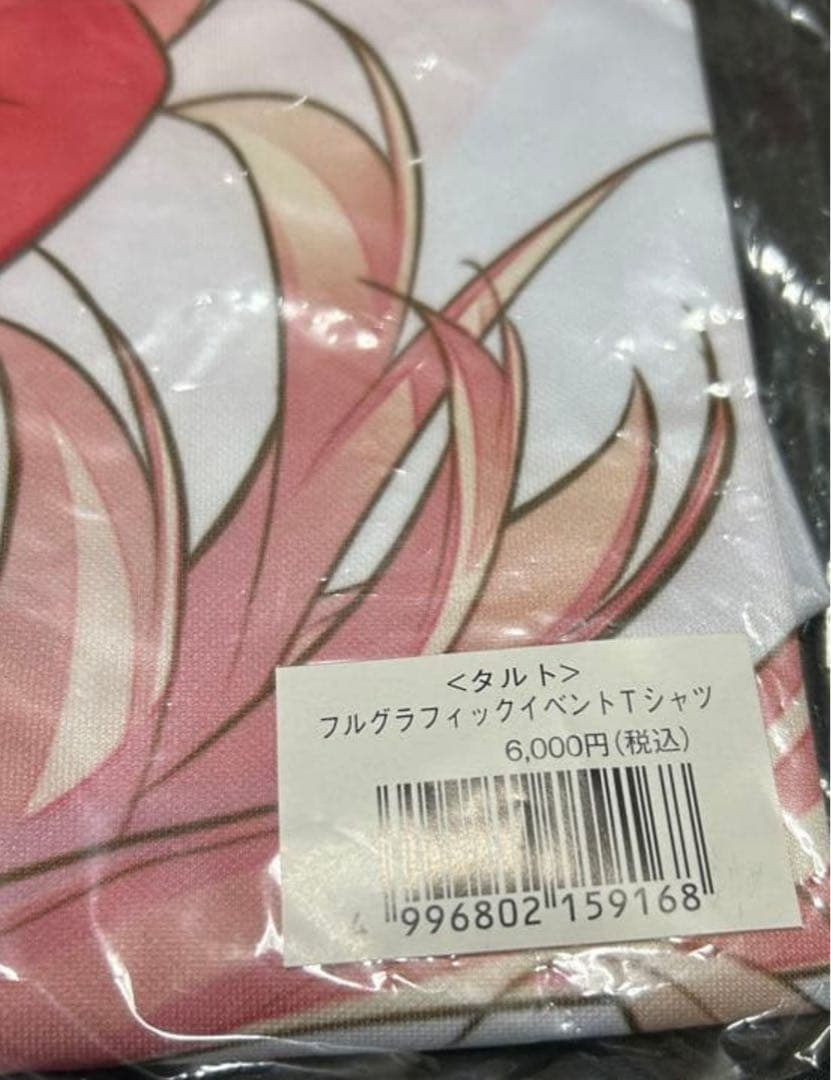 <タルト>
フルグラフィックイベントTシャツ
6,000円(税込)
4 996802 159168